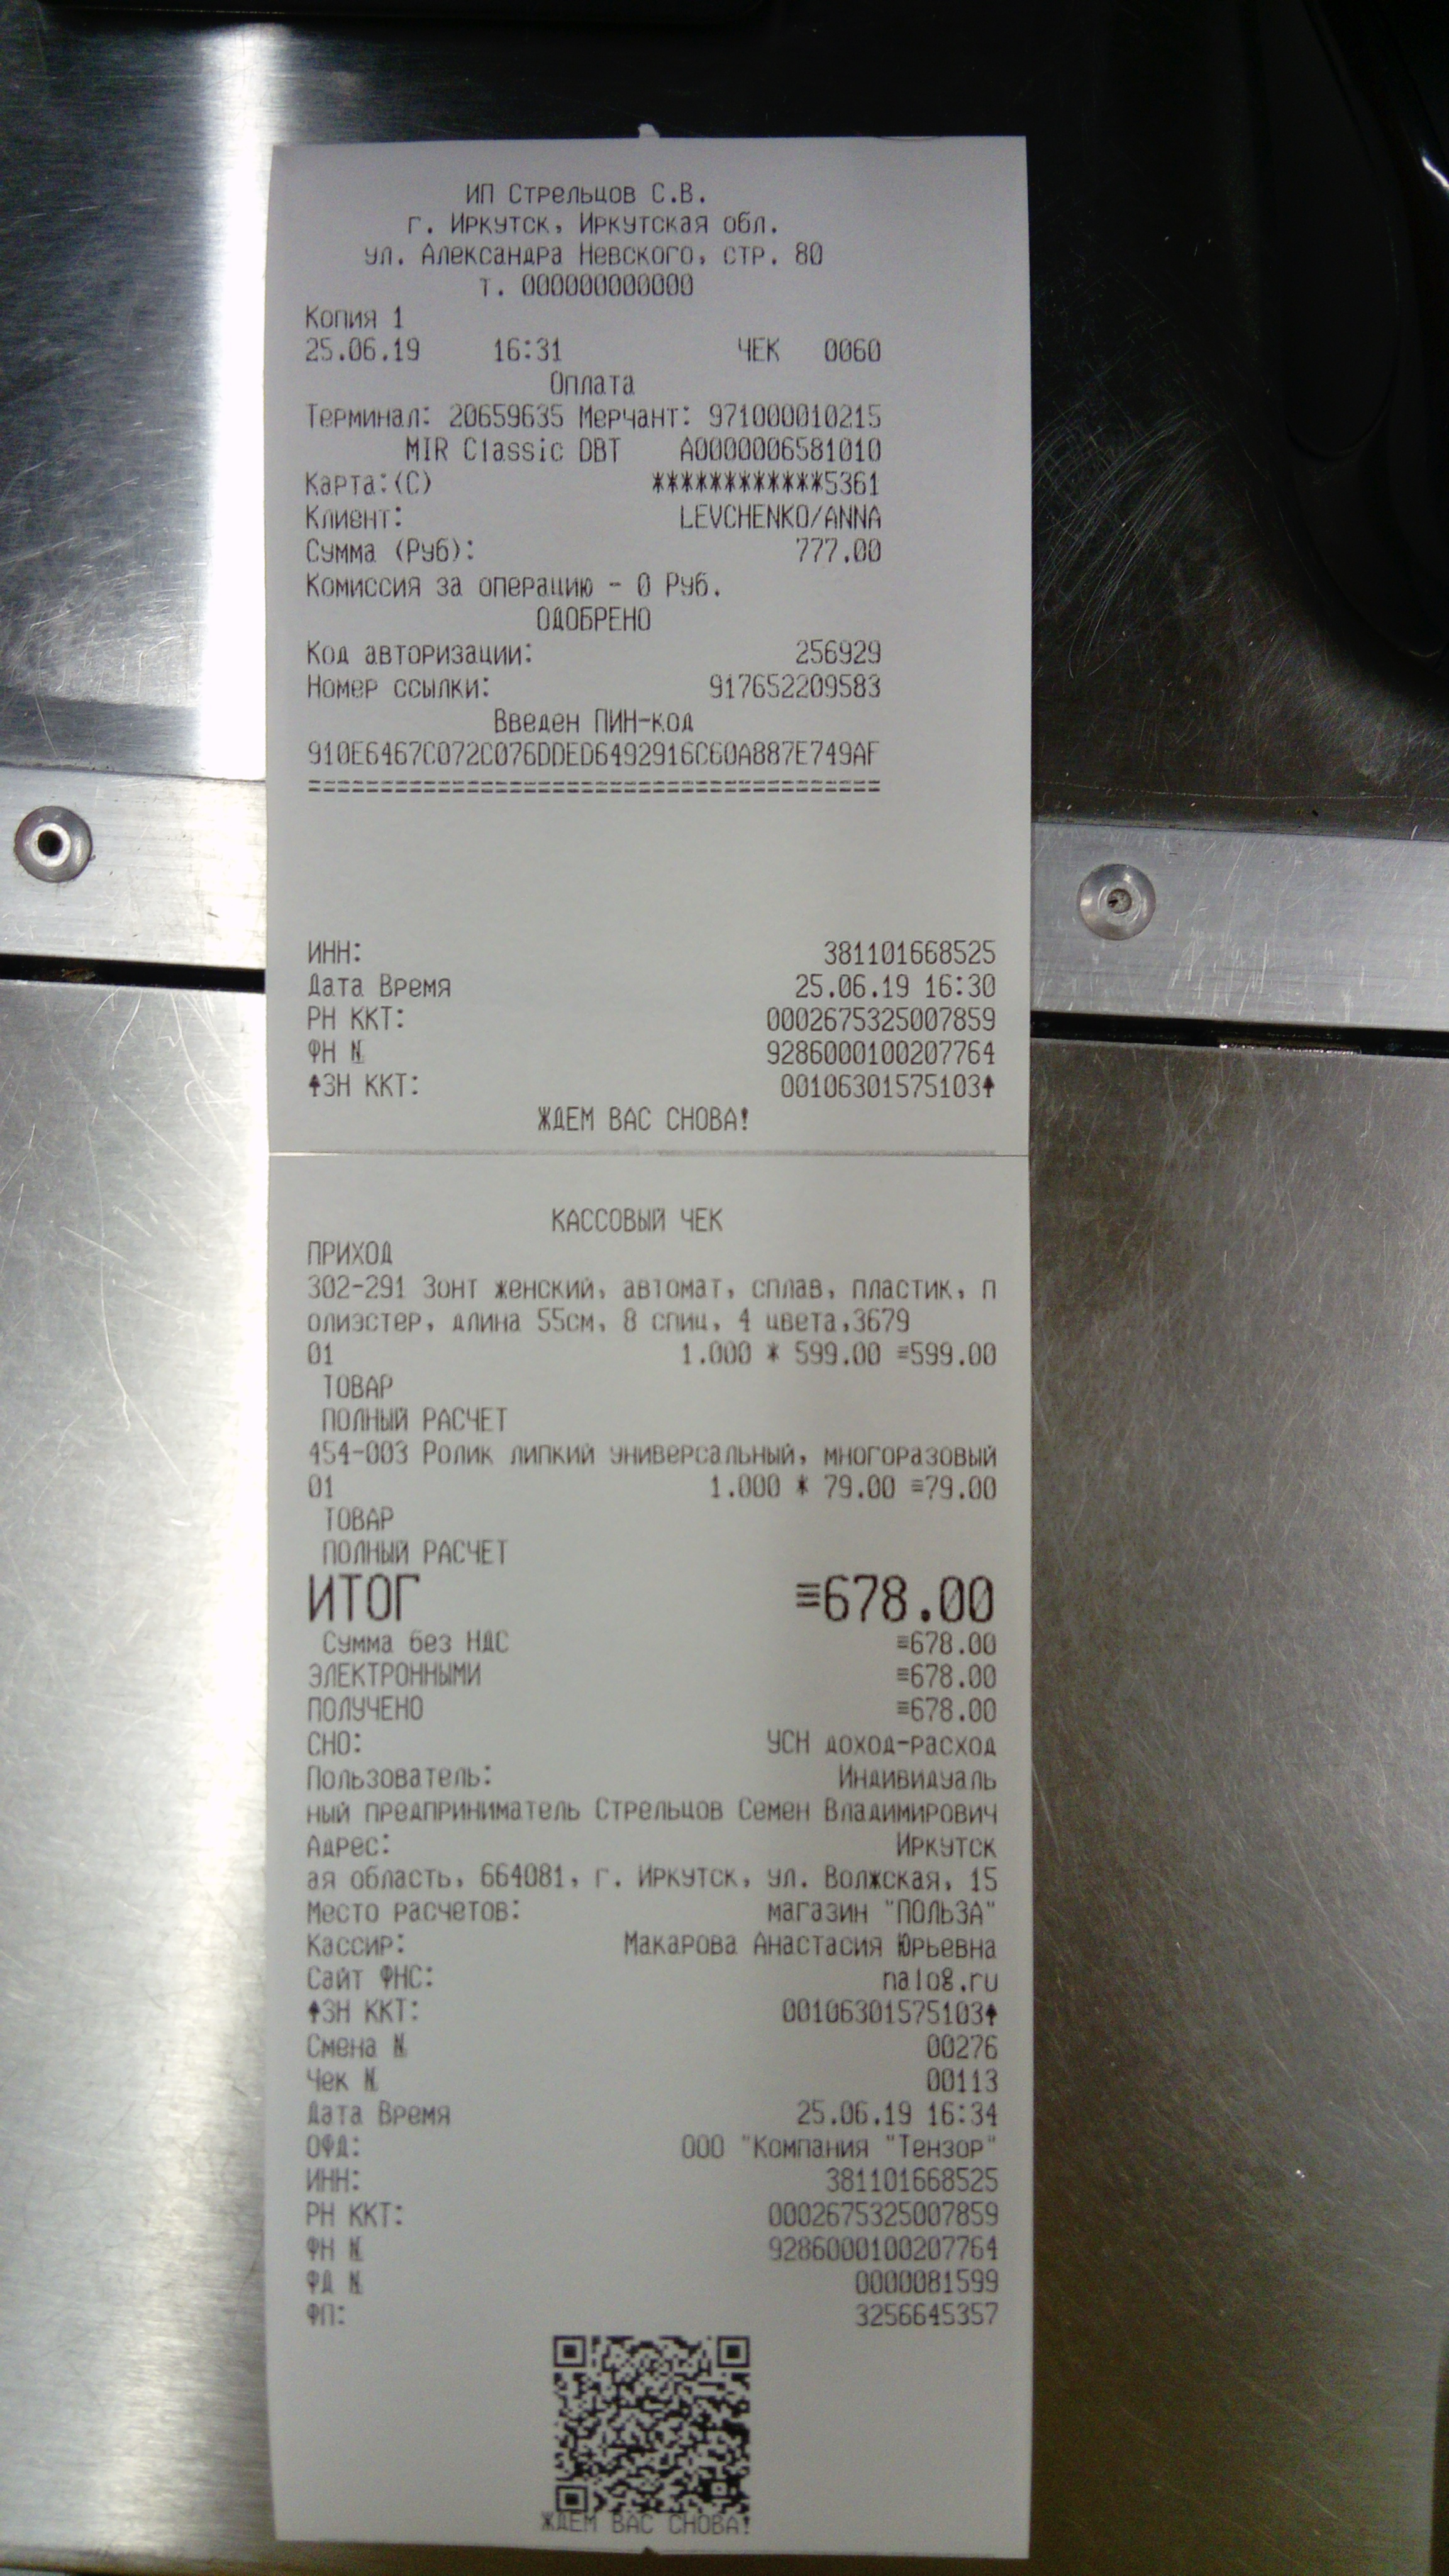 ИП Стрельцов С.В.
г. Иркутск, Иркутская обл.
ул. Александра Невского, стр. 80
т. 000000000000
Копия 1
25.06.19 16:31 ЧЕК 0060
Оплата
Терминал: 20659635 Мерчант: 971000010215
MIR Classic DBT A0000006581010
Карта:(C) ************5361
Клиент: LEVCHENKO/ANNA
Сумма (Руб): 777.00
Комиссия за операцию - 0 Руб.
ОДОБРЕНО
Код авторизации: 256929
Номер ссылки: 917652209583
Введен ПИН-код
910E6467C072C076DDED6492916C60A887E749AF
========================================
ИНН: 381101668525
Дата Время 25.06.19 16:30
РН ККТ: 0002675325007859
ФН № 9286000100207764
↑ЗН ККТ: 00106301575103↑
ЖДЕМ ВАС СНОВА!
КАССОВЫЙ ЧЕК
ПРИХОД
302-291 Зонт женский, автомат, сплав, пластик, п
олиэстер, длина 55см, 8 спиц, 4 цвета,3679
01 1.000 * 599.00 ≡599.00
ТОВАР
ПОЛНЫЙ РАСЧЕТ
454-003 Ролик липкий универсальный, многоразовый
01 1.000 * 79.00 ≡79.00
ТОВАР
ПОЛНЫЙ РАСЧЕТ
ИТОГ ≡678.00
Сумма без НДС ≡678.00
ЭЛЕКТРОННЫМИ ≡678.00
ПОЛУЧЕНО ≡678.00
СНО: УСН доход-расход
Пользователь: Индивидуаль
ный предприниматель Стрельцов Семен Владимирович
Адрес: Иркутск
ая область, 664081, г. Иркутск, ул. Волжская, 15
Место расчетов: магазин "ПОЛЬЗА"
Кассир: Макарова Анастасия Юрьевна
Сайт ФНС: nalog.ru
↑ЗН ККТ: 00106301575103↑
Смена № 00276
Чек № 00113
Дата Время 25.06.19 16:34
ОФД: ООО "Компания "Тензор"
ИНН: 381101668525
РН ККТ: 0002675325007859
ФН № 9286000100207764
ФД № 0000081599
ФП: 3256645357
ЖДЕМ ВАС СНОВА!